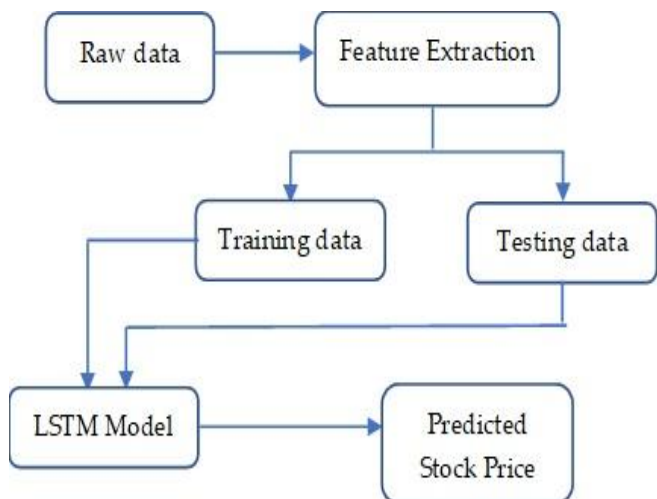 Raw data
Feature Extraction
Training data
Testing data
LSTM Model
Predicted
Stock Price